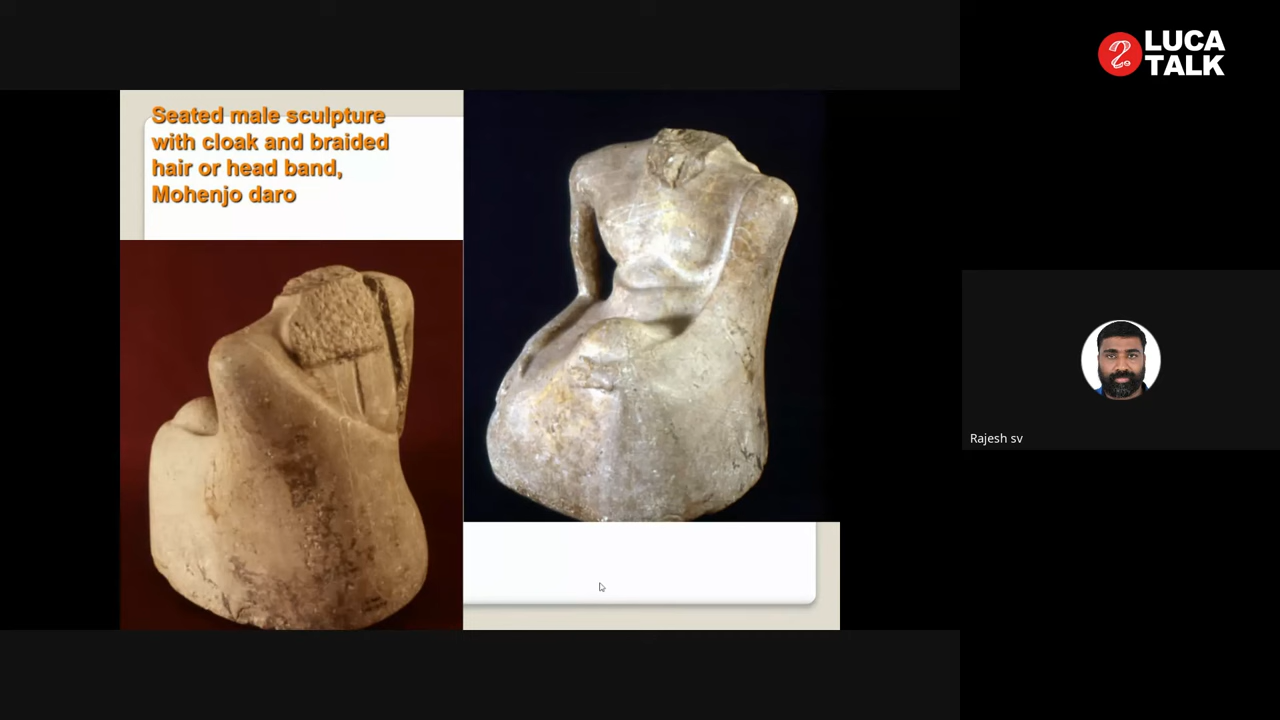 LUCA
TALK
Seated male sculpture
with cloak and braided
hair or head band,
Mohenjo daro
Rajesh sv